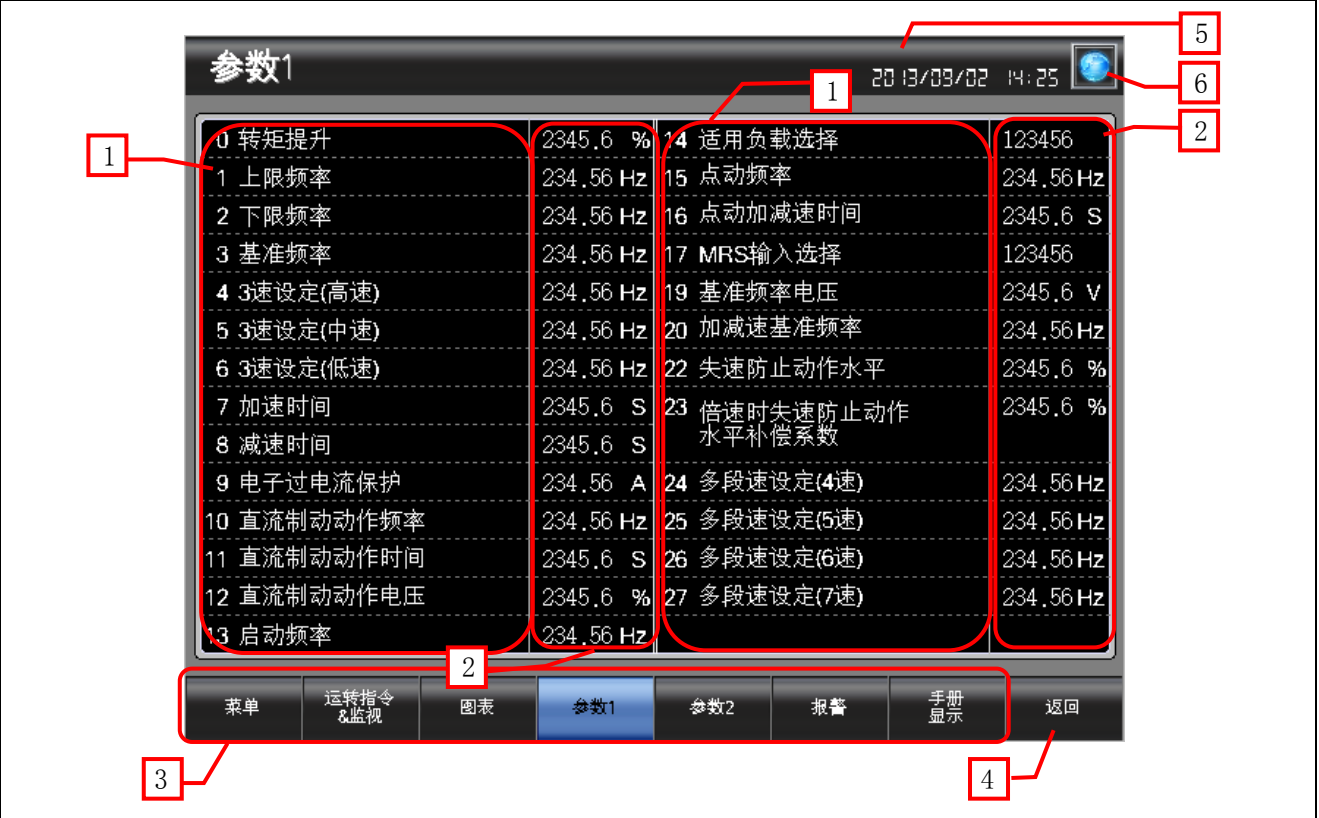 5
参数1
2013/09/02 14:25
6
1
1
2
0 转矩提升 2345.6 %
1 上限频率 234.56 Hz
2 下限频率 234.56 Hz
3 基准频率 234.56 Hz
4 3速设定(高速) 234.56 Hz
5 3速设定(中速) 234.56 Hz
6 3速设定(低速) 234.56 Hz
7 加速时间 2345.6 S
8 减速时间 2345.6 S
9 电子过电流保护 234.56 A
10 直流制动动作频率 234.56 Hz
11 直流制动动作时间 2345.6 S
12 直流制动动作电压 2345.6 %
13 启动频率 234.56 Hz
14 适用负载选择 123456
15 点动频率 234.56 Hz
16 点动加减速时间 2345.6 S
17 MRS输入选择 123456
19 基准频率电压 2345.6 V
20 加减速基准频率 234.56 Hz
22 失速防止动作水平 2345.6 %
23 倍速时失速防止动作 2345.6 %
水平补偿系数
24 多段速设定(4速) 234.56 Hz
25 多段速设定(5速) 234.56 Hz
26 多段速设定(6速) 234.56 Hz
27 多段速设定(7速) 234.56 Hz
2
菜单
运转指令
&监视
图表
参数1
参数2
报警
手册
显示
返回
3
4